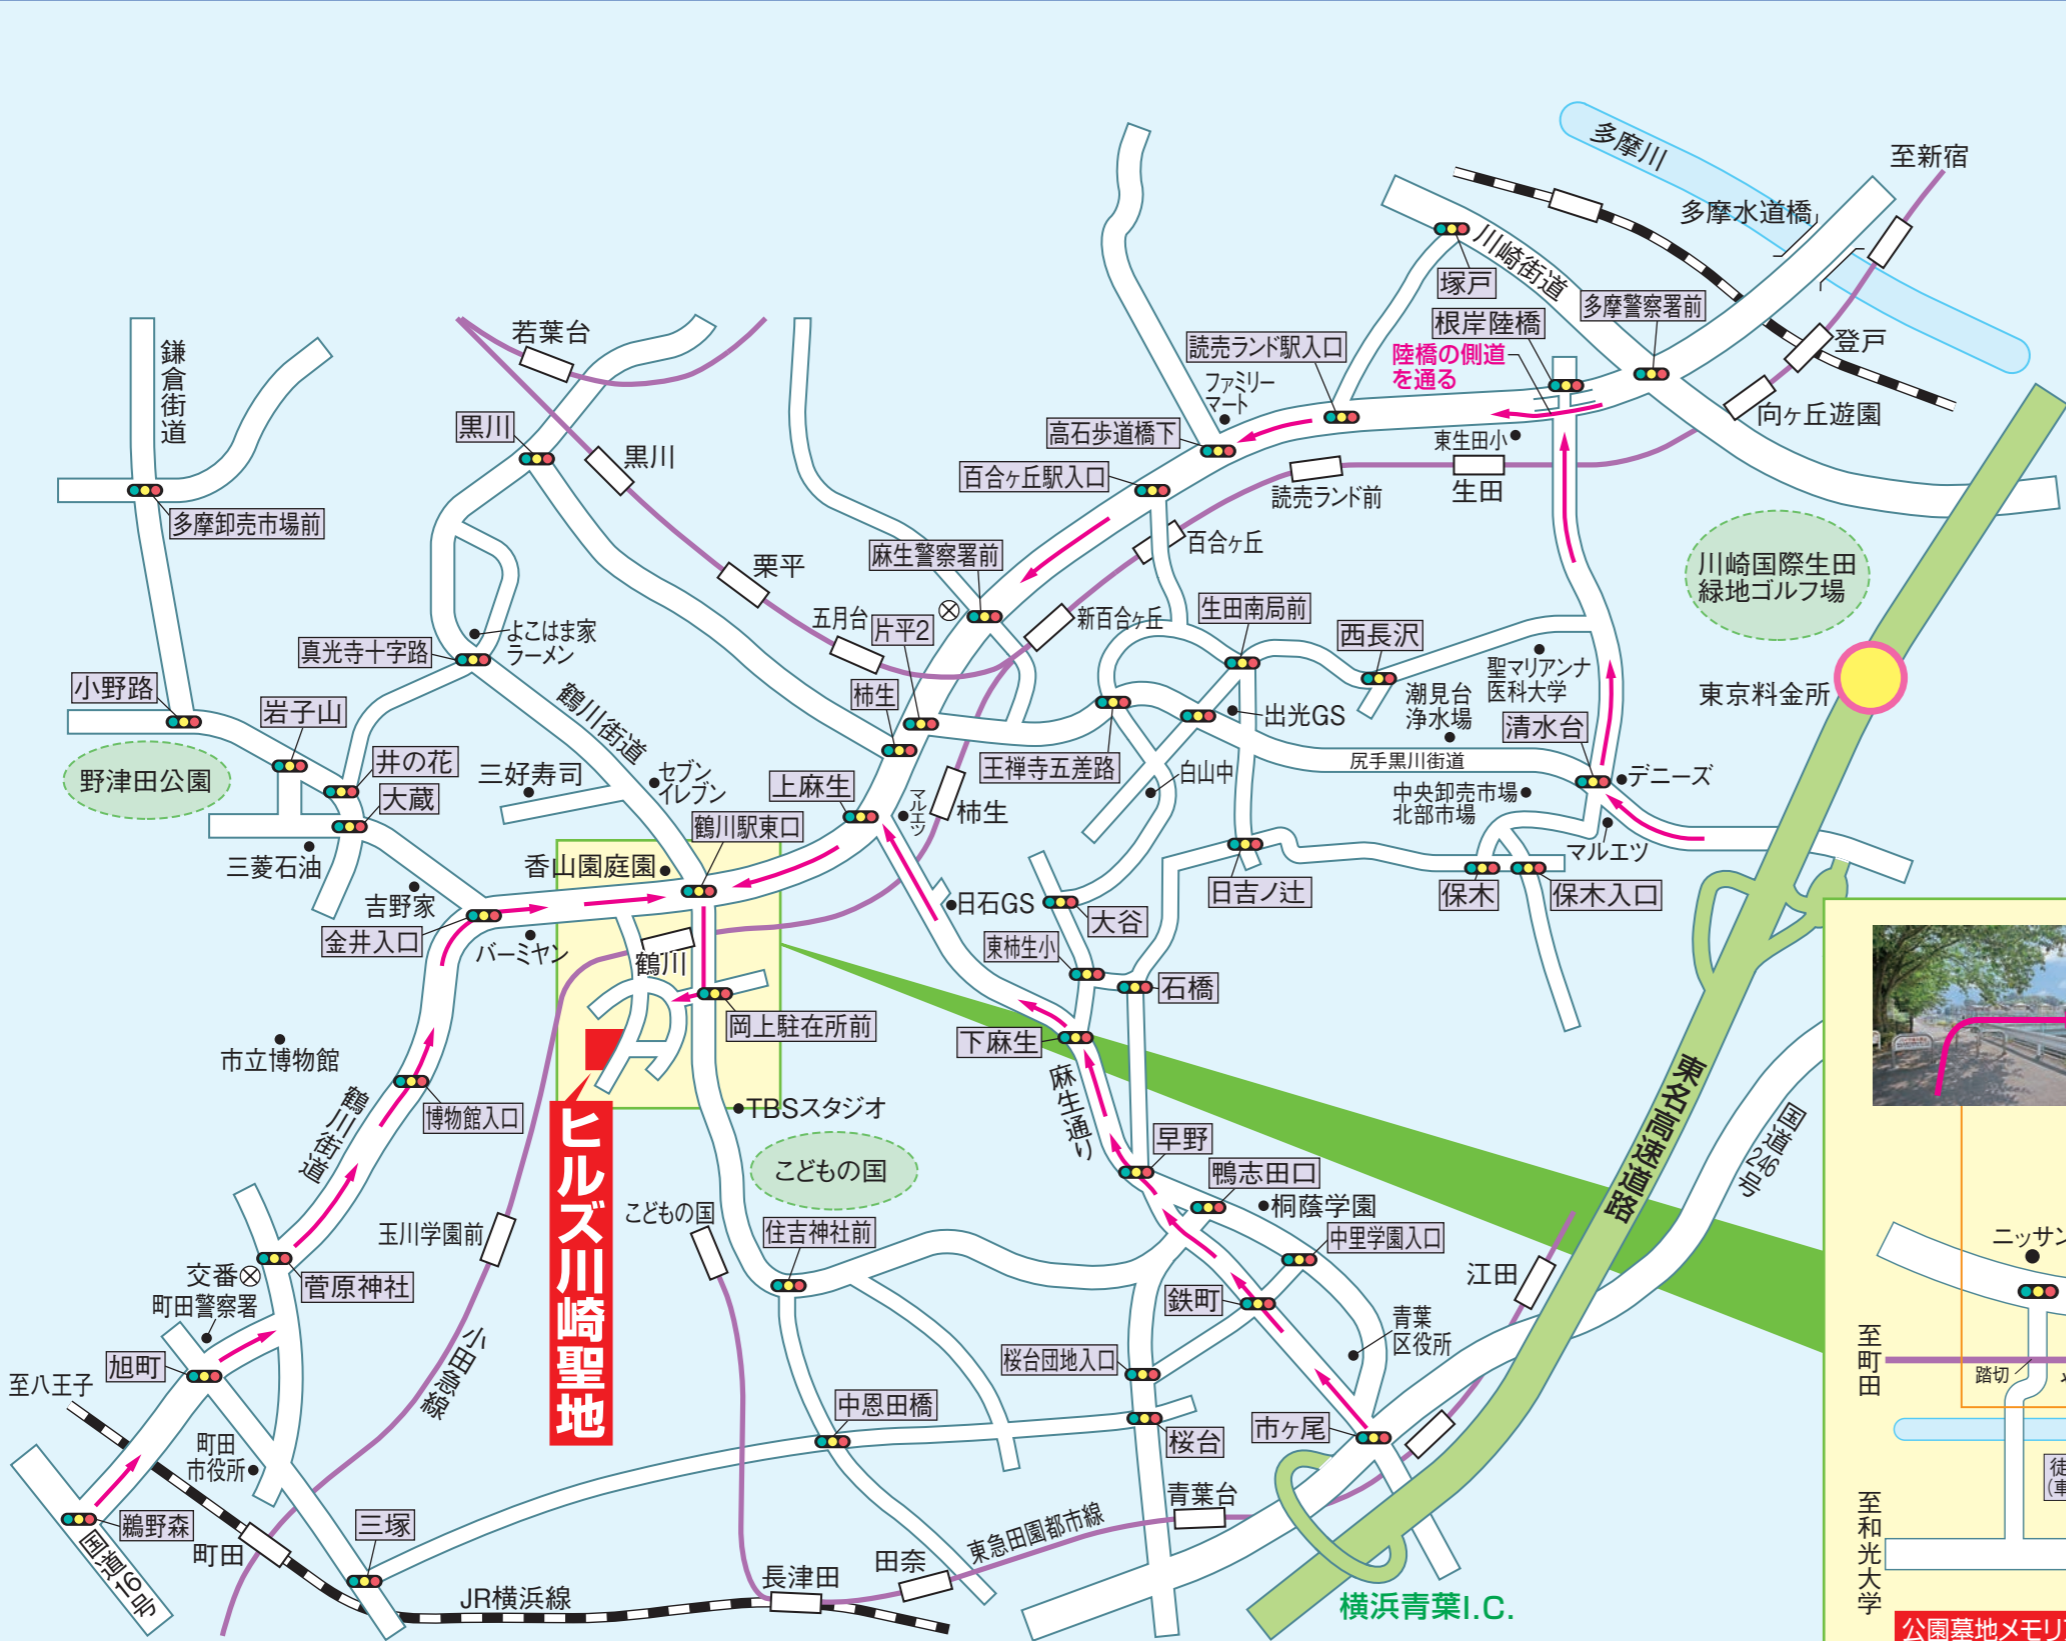 多摩川
至新宿
多摩水道橋
川崎街道
塚戸
多摩警察署前
根岸陸橋
陸橋の側道
を通る
登戸
向ヶ丘遊園
読売ランド駅入口
ファミリー
マート
高石歩道橋下
東生田小
生田
読売ランド前
百合ヶ丘駅入口
百合ヶ丘
若葉台
鎌倉街道
黒川
黒川
多摩卸売市場前
栗平
麻生警察署前
五月台
片平2
新百合ヶ丘
生田南局前
西長沢
川崎国際生田
緑地ゴルフ場
聖マリアンナ
医科大学
東京料金所
よこはま家
ラーメン
真光寺十字路
小野路
岩子山
鶴川街道
柿生
潮見台
浄水場
出光GS
清水台
王禅寺五差路
尻手黒川街道
白山中
デニーズ
中央卸売市場
北部市場
野津田公園
井の花
大蔵
三好寿司
セブン
イレブン
上麻生
マルエツ
柿生
鶴川駅東口
三菱石油
香山園庭園
吉野家
金井入口
バーミヤン
鶴川
日石GS
大谷
日吉ノ辻
マルエツ
保木
保木入口
東柿生小
石橋
岡上駐在所前
下麻生
市立博物館
博物館入口
鶴川街道
TBSスタジオ
麻生通り
東名高速道路
国道246号
こどもの国
早野
鴨志田口
桐蔭学園
中里学園入口
ヒルズ川崎聖地
玉川学園前
こどもの国
住吉神社前
江田
鉄町
青葉
区役所
交番
菅原神社
町田警察署
旭町
至八王子
小田急線
桜台団地入口
中恩田橋
桜台
市ヶ尾
町田
市役所
鵜野森
町田
三塚
国道16号
青葉台
東急田園都市線
田奈
長津田
JR横浜線
横浜青葉I.C.
ニッサン
至町田
踏切
至和光大学
公園墓地メモリ